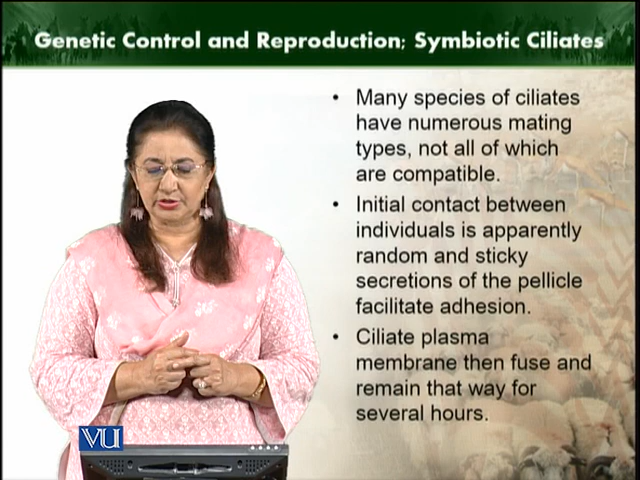 Genetic Control and Reproduction; Symbiotic Ciliates
• Many species of ciliates
have numerous mating
types, not all of which
are compatible.
• Initial contact between
individuals is apparently
random and sticky
secretions of the pellicle
facilitate adhesion.
• Ciliate plasma
membrane then fuse and
remain that way for
several hours.
VU